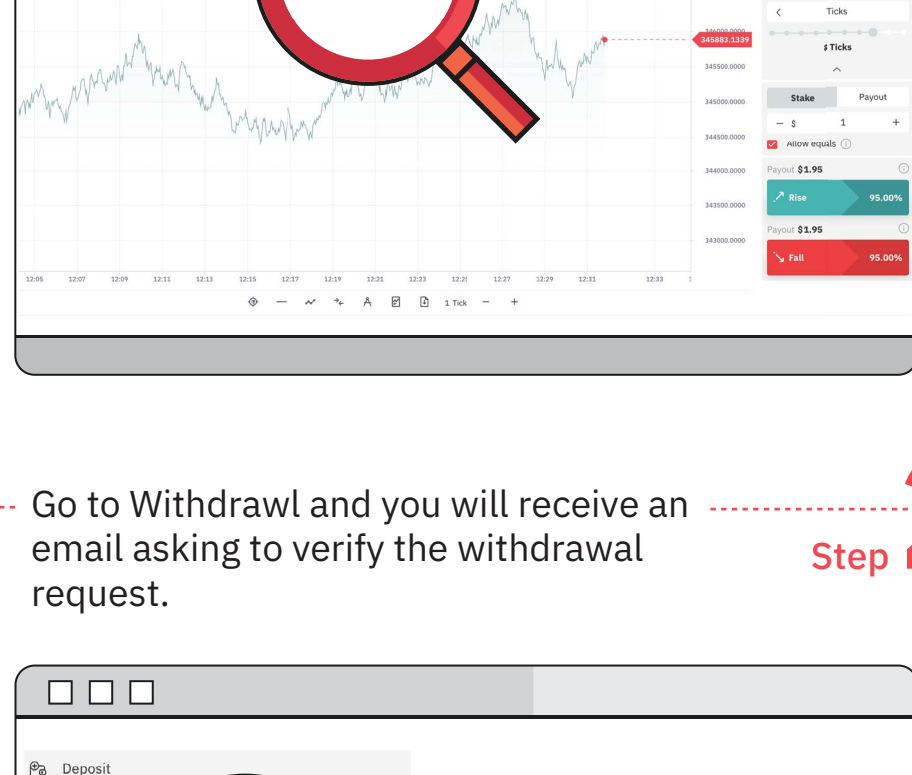 Ticks
346000.0000
345883.1339
Ticks
345500.0000
Stake Payout
345000.0000
− $ 1 +
344500.0000
Allow equals
344000.0000
Payout $1.95
Rise 95.00%
343500.0000
Payout $1.95
343000.0000
Fall 95.00%
12:05 12:07 12:09 12:11 12:13 12:15 12:17 12:19 12:21 12:23 12:27 12:29 12:31 12:33
1 Tick − +
Go to Withdrawl and you will receive an
email asking to verify the withdrawal
request.
Step
Deposit